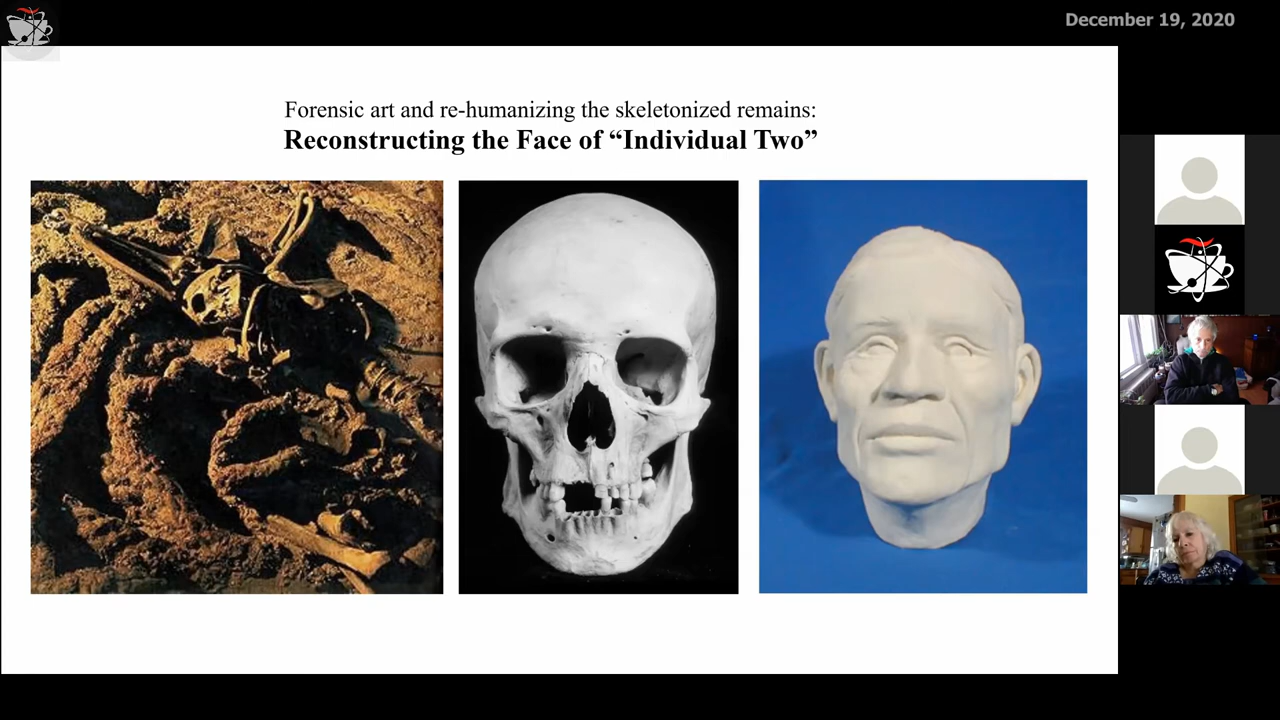 December 19, 2020
Forensic art and re-humanizing the skeletonized remains:
Reconstructing the Face of “Individual Two”